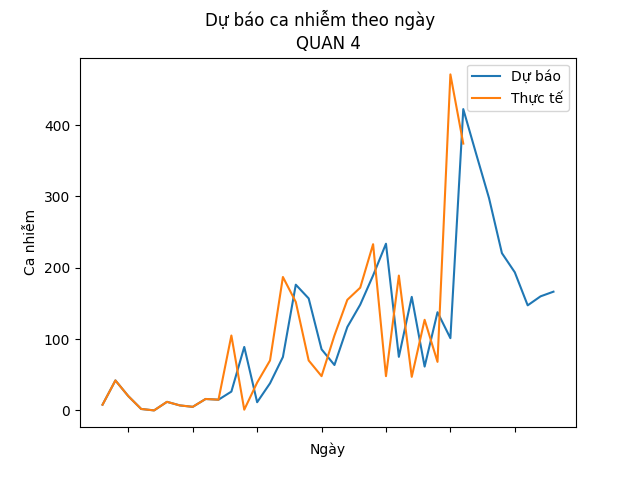 Dự báo ca nhiễm theo ngày
QUAN 4
Dự báo
Thực tế
400
300
200
100
0
Ca nhiễm
Ngày